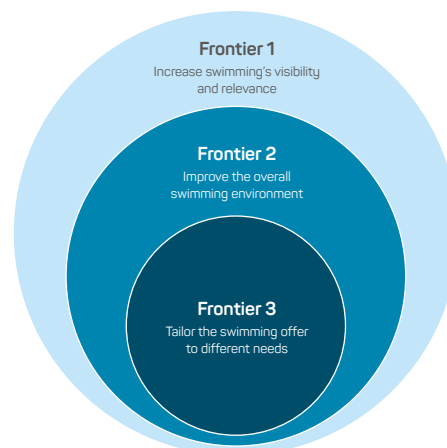 Frontier 1
Increase swimming's visibility
and relevance
Frontier 2
Improve the overall
swimming environment
Frontier 3
Tailor the swimming offer
to different needs